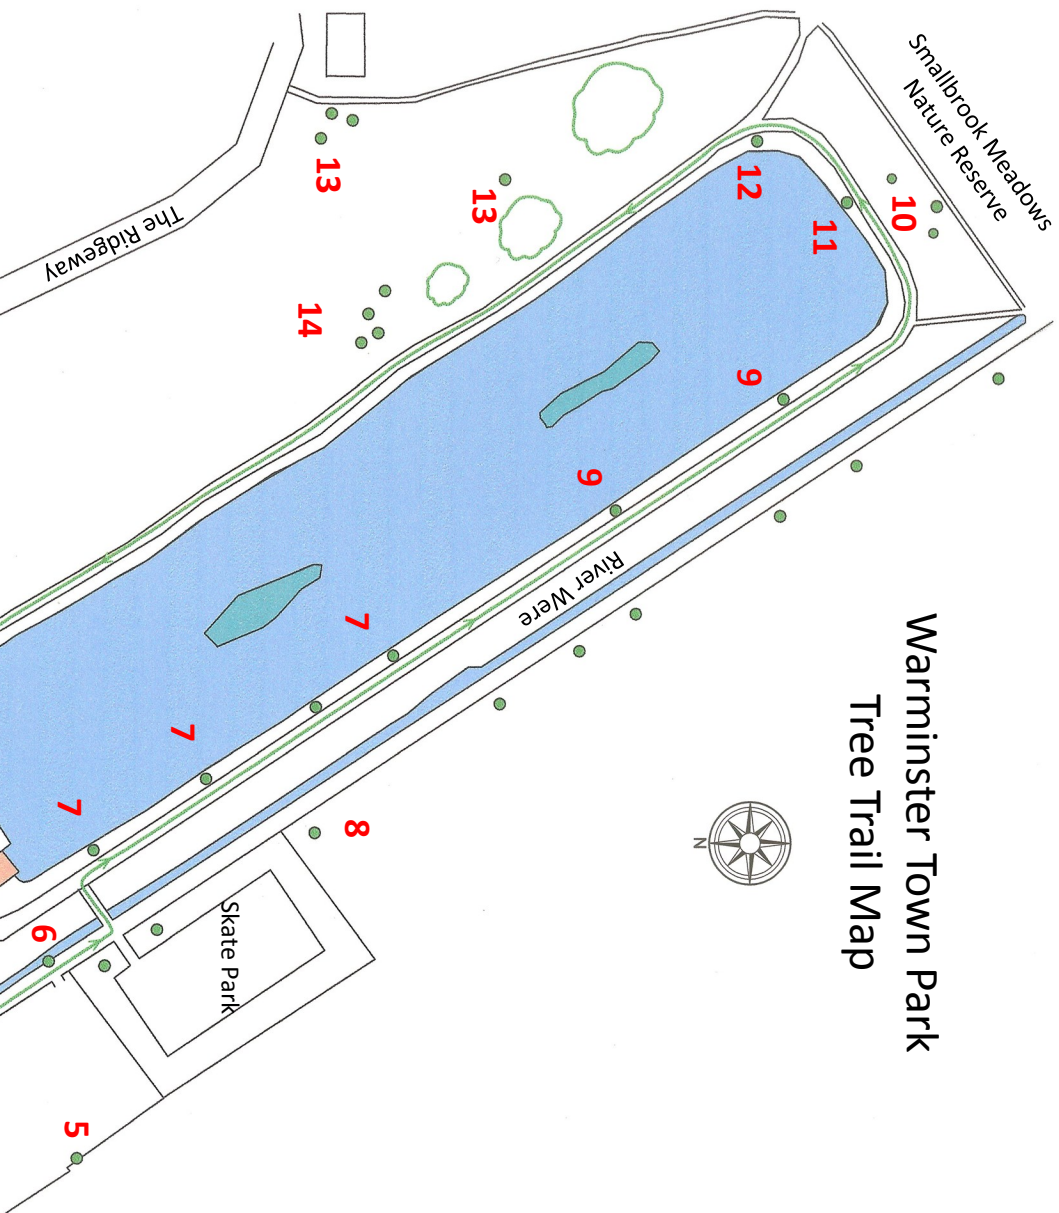 Warminster Town Park
Tree Trail Map
Smallbrook Meadows
Nature Reserve
10
11
12
13
13
The Ridgeway
14
9
9
River Were
7
7
7
8
N
Skate Park
6
5